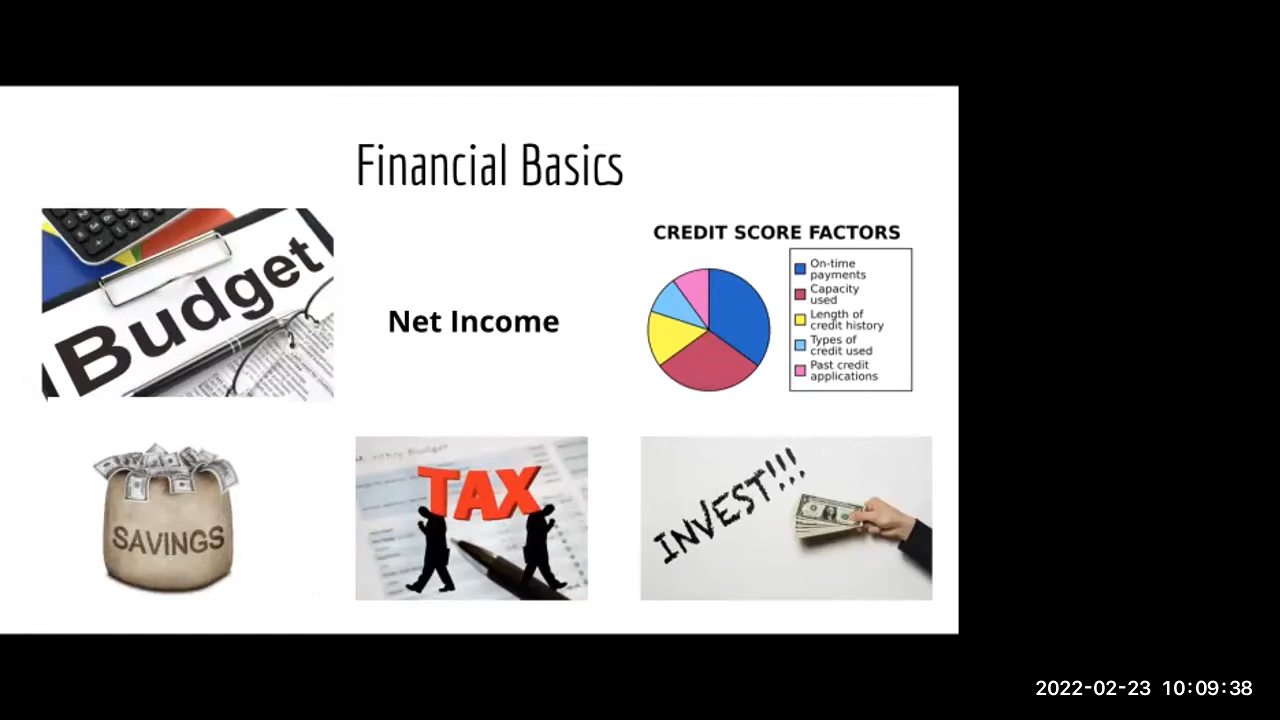 Financial Basics
Budget
Net Income
CREDIT SCORE FACTORS
On-time
payments
Capacity
used
Length of
credit history
Types of
credit used
Past credit
applications
SAVINGS
TAX
INVEST!!!
2022-02-23 10:09:38